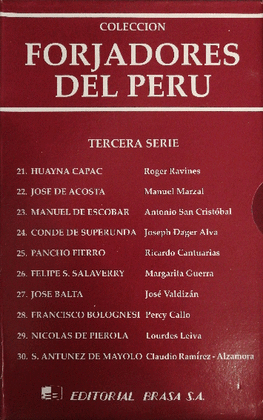 COLECCION
FORJADORES
DEL PERU
TERCERA SERIE
21. HUAYNA CAPAC Roger Ravines
22. JOSE DE ACOSTA Manuel Marzal
23. MANUEL DE ESCOBAR Antonio San Cristóbal
24. CONDE DE SUPERUNDA Joseph Dager Alva
25. PANCHO FIERRO Ricardo Cantuarias
26. FELIPE S. SALAVERRY Margarita Guerra
27. JOSE BALTA José Valdizán
28. FRANCISCO BOLOGNESI Percy Callo
29. NICOLAS DE PIEROLA Lourdes Leiva
30. S. ANTUNEZ DE MAYOLO Claudio Ramírez - Alzamora
EDITORIAL BRASA S.A.